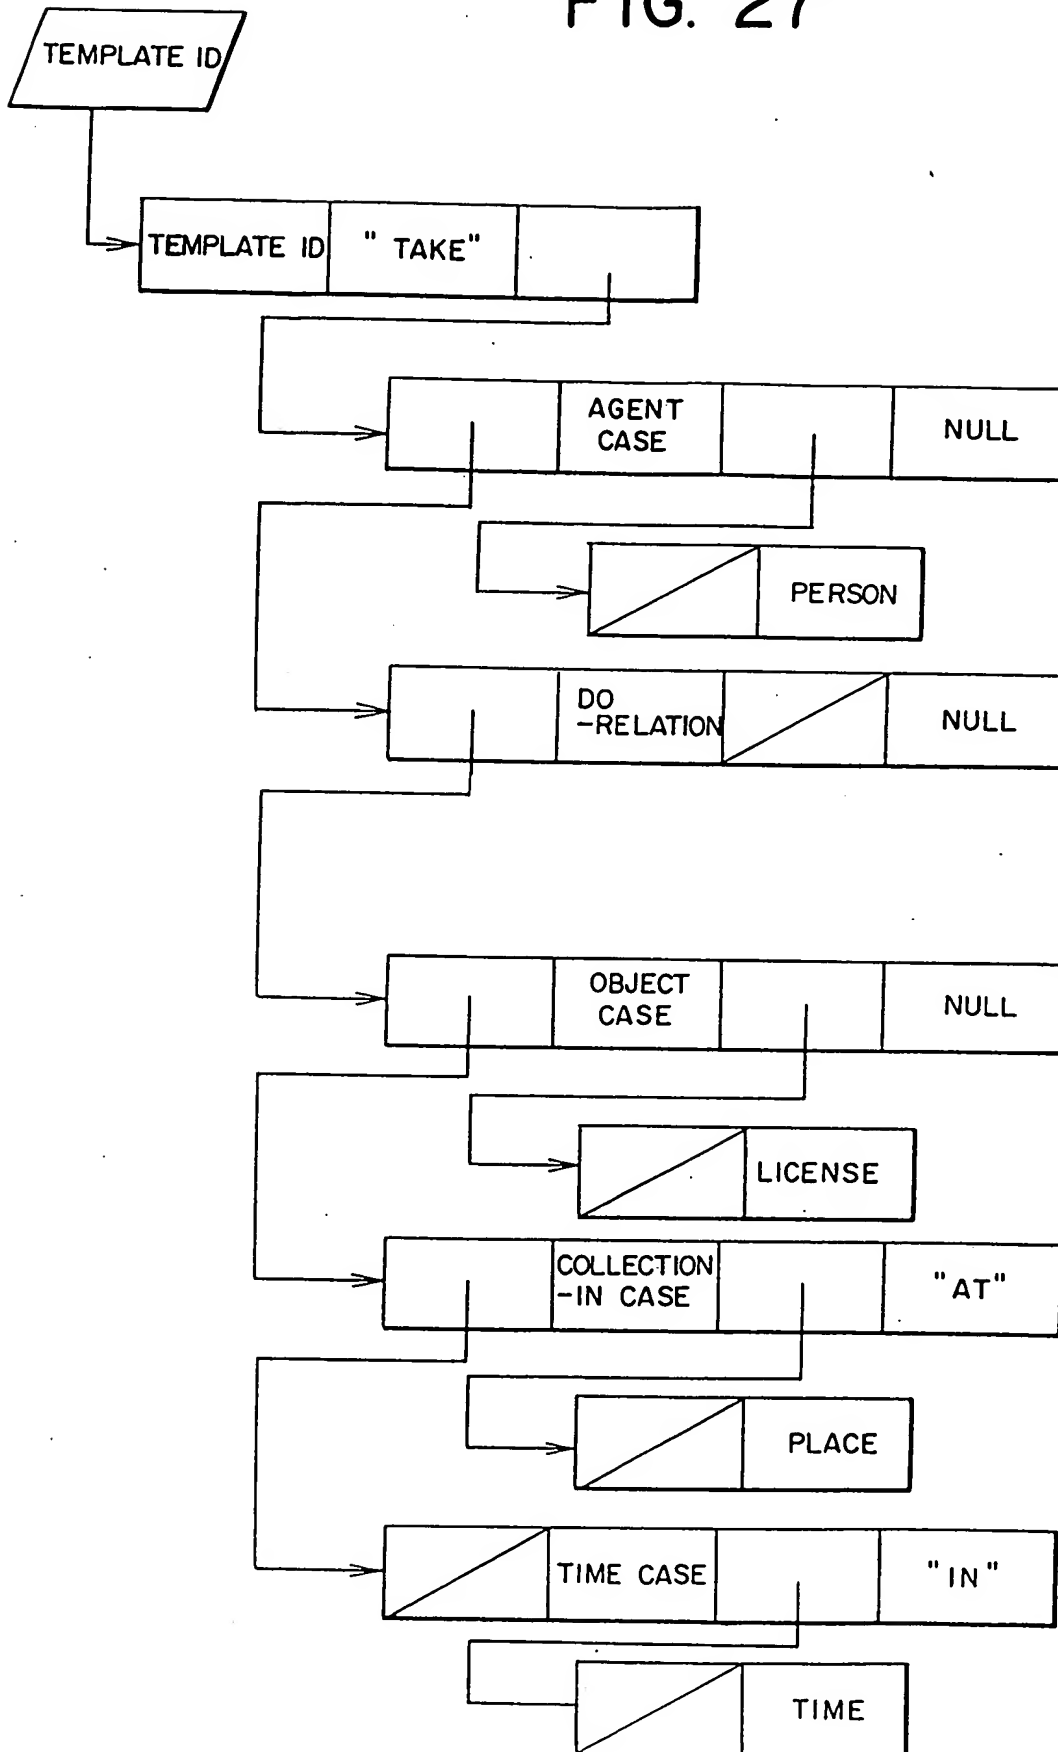 FIG. 27
TEMPLATE ID
TEMPLATE ID " TAKE"
AGENT
CASE
NULL
PERSON
DO
-RELATION
NULL
OBJECT
CASE
NULL
LICENSE
COLLECTION
-IN CASE
"AT"
PLACE
TIME CASE
"IN"
TIME